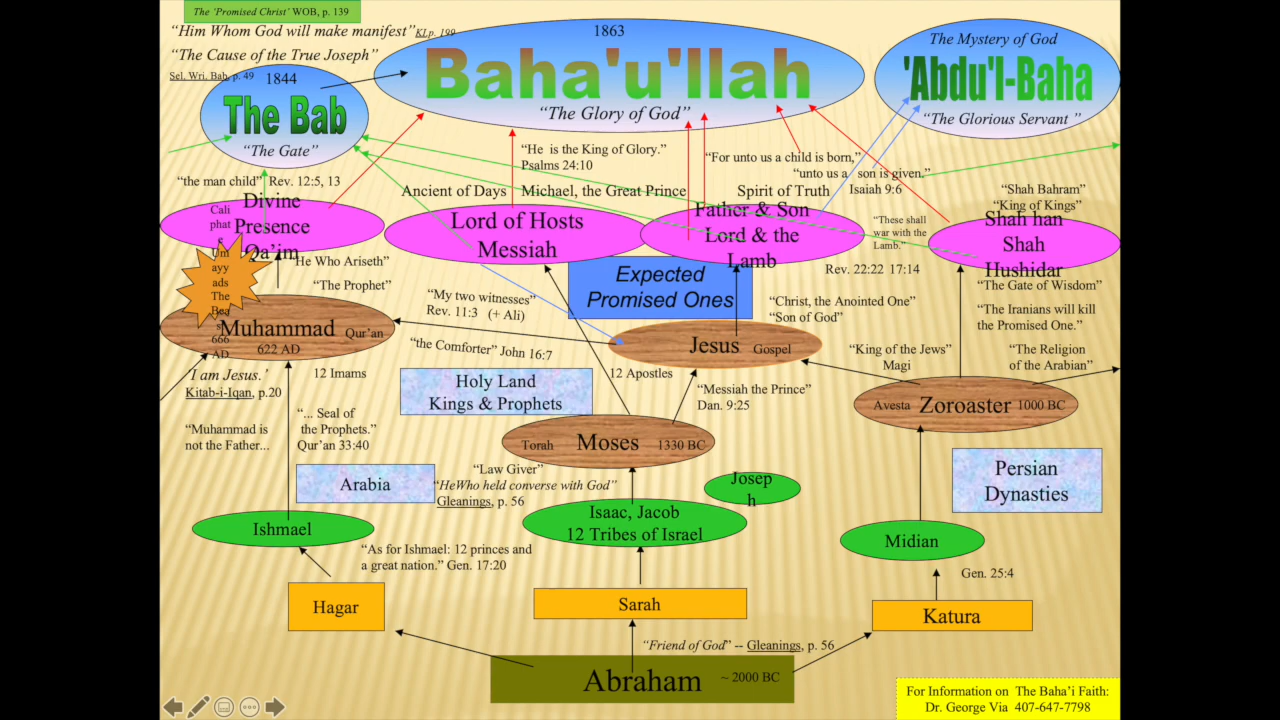 The 'Promised Christ' WOB, p. 139
"Him Whom God will make manifest" KI.p. 199
"The Cause of the True Joseph"
Sel. Wri. Bab, p. 49
1844
The Bab
"The Gate"
1863
Baha'u'llah
"The Glory of God"
The Mystery of God
'Abdu'l-Baha
"The Glorious Servant "
"He is the King of Glory."
Psalms 24:10
"For unto us a child is born,"
"unto us a son is given."
Isaiah 9:6
"the man child" Rev. 12:5, 13
Ancient of Days
Michael, the Great Prince
Spirit of Truth
"Shah Bahram"
"King of Kings"
Divine
Presence
Qa'im
Lord of Hosts
Messiah
Father & Son
Lord & the
Lamb
"These shall
war with the
Lamb."
Rev. 22:22 17:14
Shah han
Shah
Hushidar
Cali
phat
e
Um
ayy
ads
The
Bea
s
666
AD
"He Who Ariseth"
"The Prophet"
Expected
Promised Ones
"The Gate of Wisdom"
"The Iranians will kill
the Promised One."
"My two witnesses"
Rev. 11:3 (+ Ali)
"Christ, the Anointed One"
"Son of God"
Muhammad
Qur'an
622 AD
"the Comforter" John 16:7
Jesus
Gospel
"King of the Jews"
Magi
"The Religion
of the Arabian"
'I am Jesus.'
Kitab-i-Iqan, p.20
12 Imams
Holy Land
Kings & Prophets
12 Apostles
"Messiah the Prince"
Dan. 9:25
Avesta
Zoroaster
1000 BC
"Muhammad is
not the Father...
"... Seal of
the Prophets."
Qur'an 33:40
Torah
Moses
1330 BC
Arabia
"Law Giver"
"HeWho held converse with God"
Gleanings, p. 56
Josep
h
Persian
Dynasties
Ishmael
Isaac, Jacob
12 Tribes of Israel
Midian
"As for Ishmael: 12 princes and
a great nation." Gen. 17:20
Gen. 25:4
Hagar
Sarah
Katura
"Friend of God" -- Gleanings, p. 56
Abraham
~ 2000 BC
For Information on The Baha'i Faith:
Dr. George Via 407-647-7798